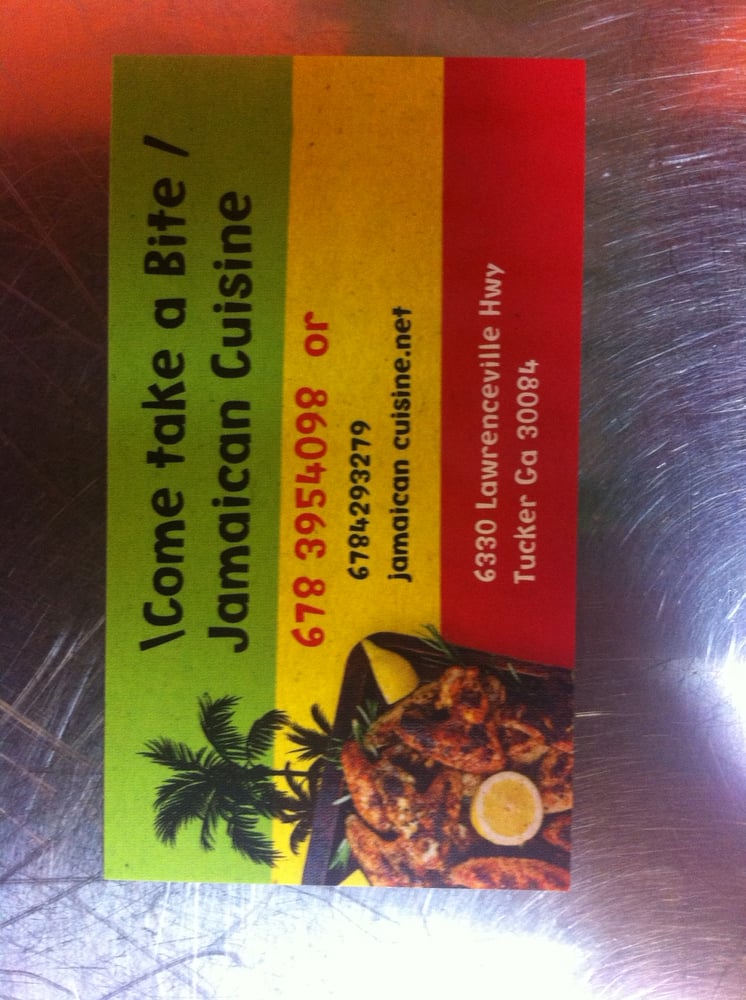 \Come take a Bite /
Jamaican Cuisine
678 3954098 or
6784293279
jamaican cuisine.net
6330 Lawrenceville Hwy
Tucker Ga 30084